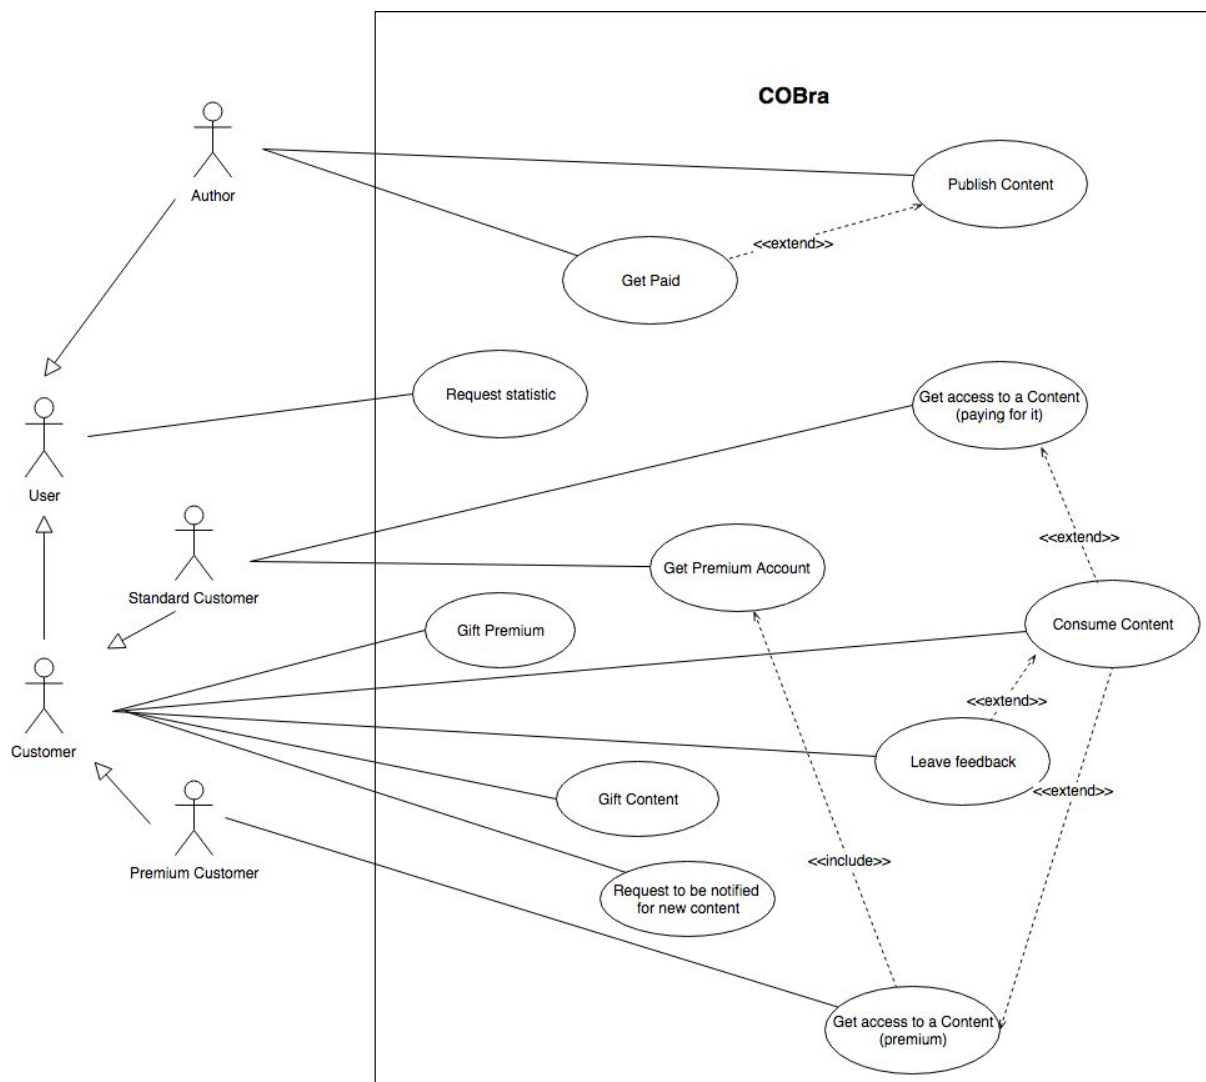 COBra
Author
Publish Content
<<extend>>
Get Paid
Request statistic
Get access to a Content
(paying for it)
User
<<extend>>
Standard Customer
Get Premium Account
Gift Premium
Consume Content
<<extend>>
Customer
Leave feedback
Gift Content
<<extend>>
Premium Customer
<<include>>
Request to be notified
for new content
Get access to a Content
(premium)